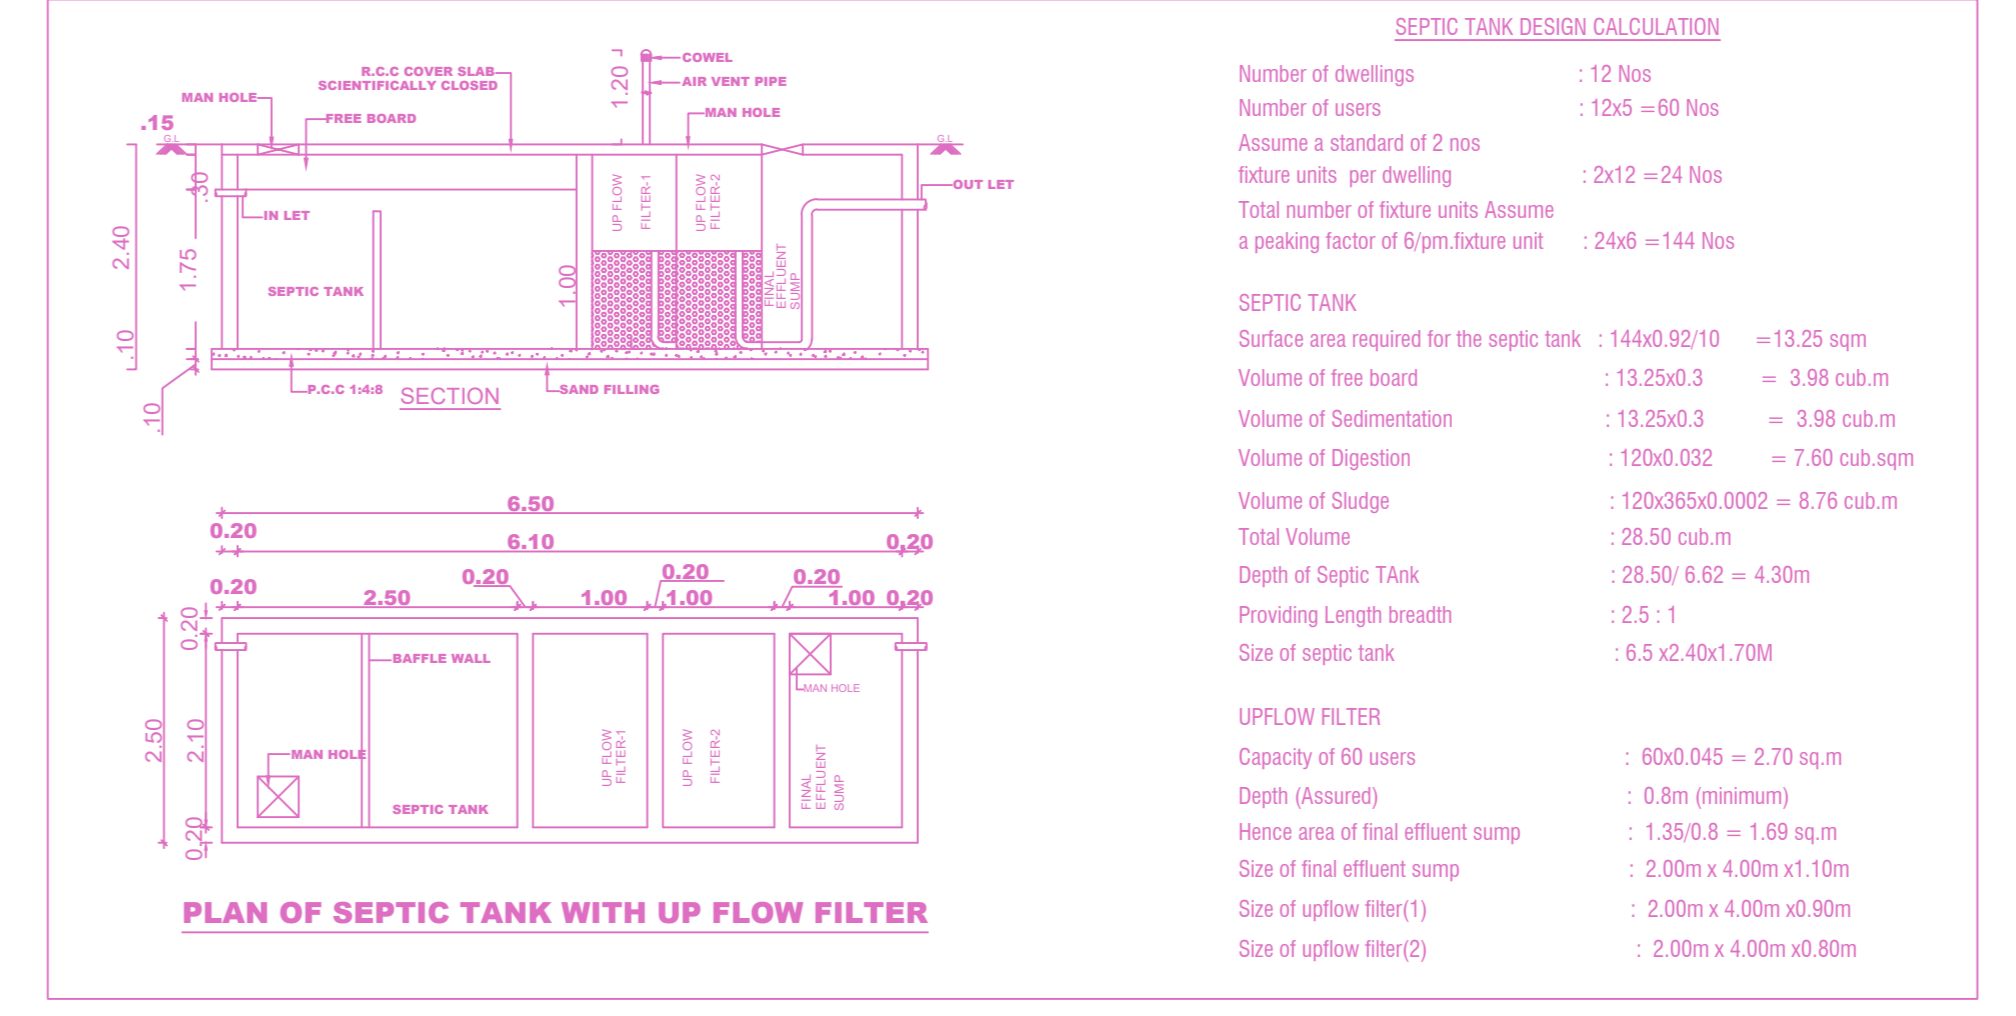 COWEL
1.20
AIR VENT PIPE
R.C.C COVER SLAB
SCIENTIFICALLY CLOSED
MAN HOLE
MAN HOLE
FREE BOARD
.15
G.L
G.L
.30
UP FLOW
FILTER-1
UP FLOW
FILTER-2
OUT LET
IN LET
2.40
1.75
SEPTIC TANK
1.00
FINAL
EFFLUENT
SUMP
.10
P.C.C 1:4:8
SECTION
SAND FILLING
.10
6.50
0.20
6.10
0.20
0.20
2.50
0.20
1.00
0.20
1.00
0.20
1.00
0.20
0.20
BAFFLE WALL
MAN HOLE
2.50
2.10
UP FLOW
FILTER-1
UP FLOW
FILTER-2
FINAL
EFFLUENT
SUMP
MAN HOLE
SEPTIC TANK
0.20
PLAN OF SEPTIC TANK WITH UP FLOW FILTER
SEPTIC TANK DESIGN CALCULATION
Number of dwellings : 12 Nos
Number of users : 12x5 =60 Nos
Assume a standard of 2 nos
fixture units per dwelling : 2x12 =24 Nos
Total number of fixture units Assume
a peaking factor of 6/pm.fixture unit : 24x6 =144 Nos
SEPTIC TANK
Surface area required for the septic tank : 144x0.92/10 =13.25 sqm
Volume of free board : 13.25x0.3 = 3.98 cub.m
Volume of Sedimentation : 13.25x0.3 = 3.98 cub.m
Volume of Digestion : 120x0.032 = 7.60 cub.sqm
Volume of Sludge : 120x365x0.0002 = 8.76 cub.m
Total Volume : 28.50 cub.m
Depth of Septic TAnk : 28.50/ 6.62 = 4.30m
Providing Length breadth : 2.5 : 1
Size of septic tank : 6.5 x2.40x1.70M
UPFLOW FILTER
Capacity of 60 users : 60x0.045 = 2.70 sq.m
Depth (Assured) : 0.8m (minimum)
Hence area of final effluent sump : 1.35/0.8 = 1.69 sq.m
Size of final effluent sump : 2.00m x 4.00m x1.10m
Size of upflow filter(1) : 2.00m x 4.00m x0.90m
Size of upflow filter(2) : 2.00m x 4.00m x0.80m